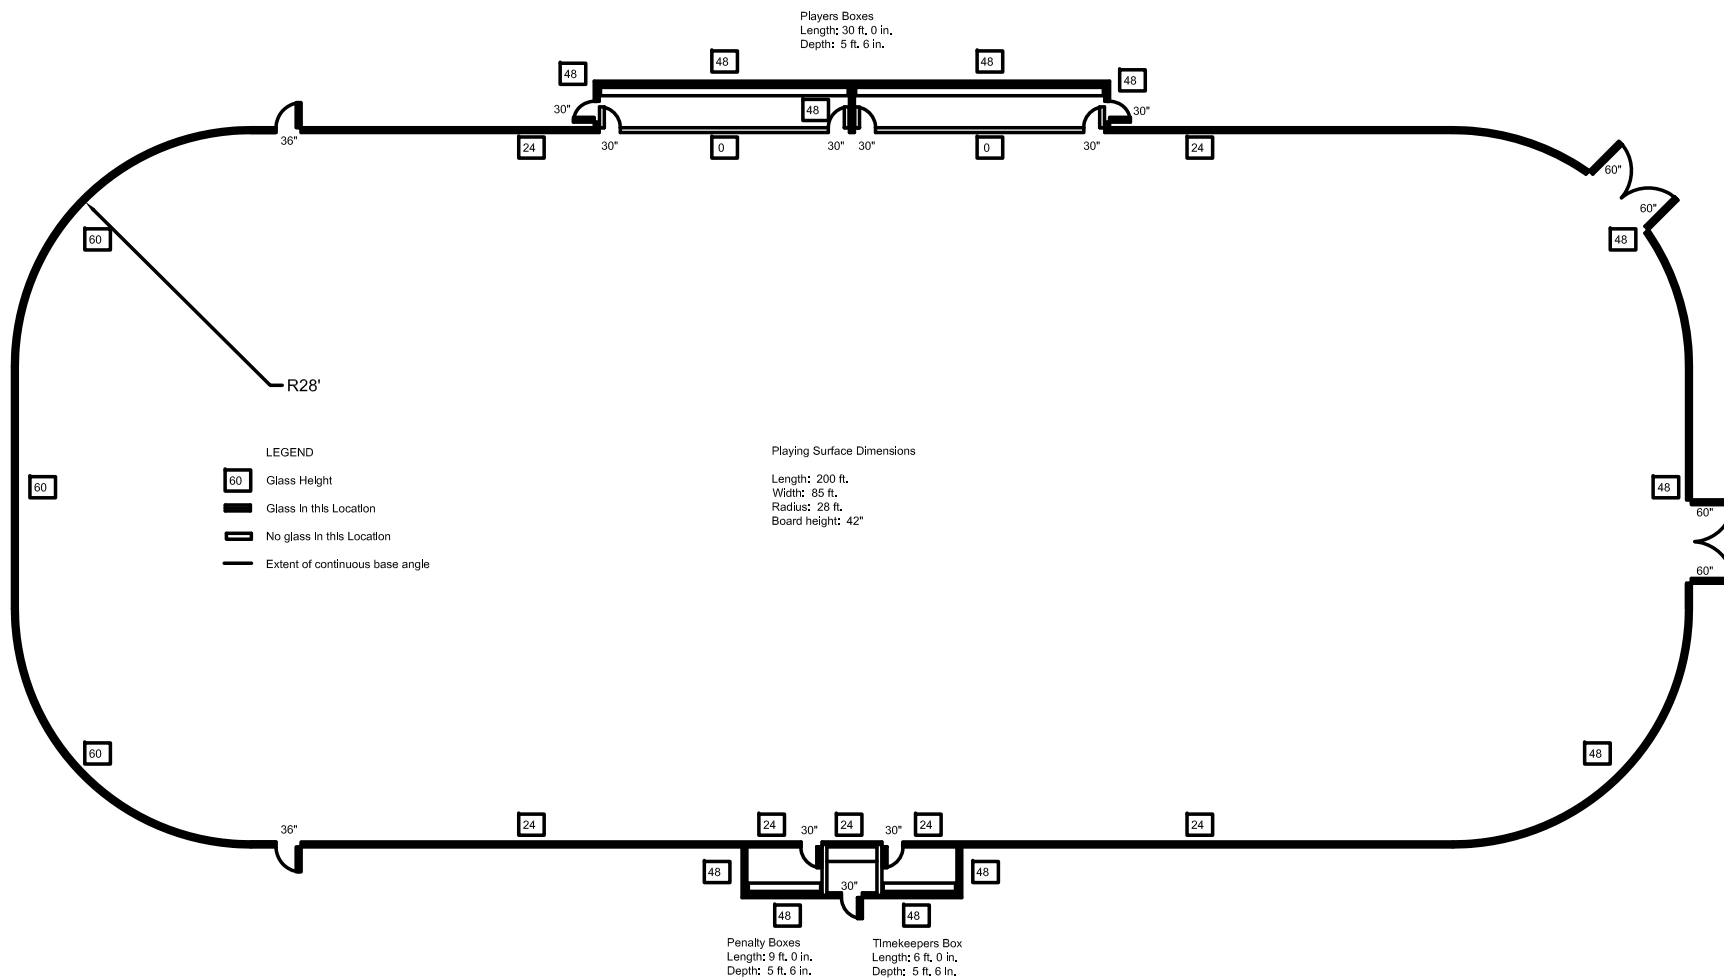 Players Boxes
Length: 30 ft. 0 in.
Depth: 5 ft. 6 in.
48
48
48
48
30"
48
30"
36"
24
30"
0
30"
30"
0
30"
24
60"
60"
60
48
R28'
LEGEND
60 Glass Height
Glass In this Location
No glass In this Location
Extent of continuous base angle
Playing Surface Dimensions
Length: 200 ft.
Width: 85 ft.
Radius: 28 ft.
Board height: 42"
60
48
60"
60"
60
48
36"
24
24
30"
24
30"
24
24
48
30"
48
48
48
Penalty Boxes
Length: 9 ft. 0 in.
Depth: 5 ft. 6 in.
Timekeepers Box
Length: 6 ft. 0 in.
Depth: 5 ft. 6 in.